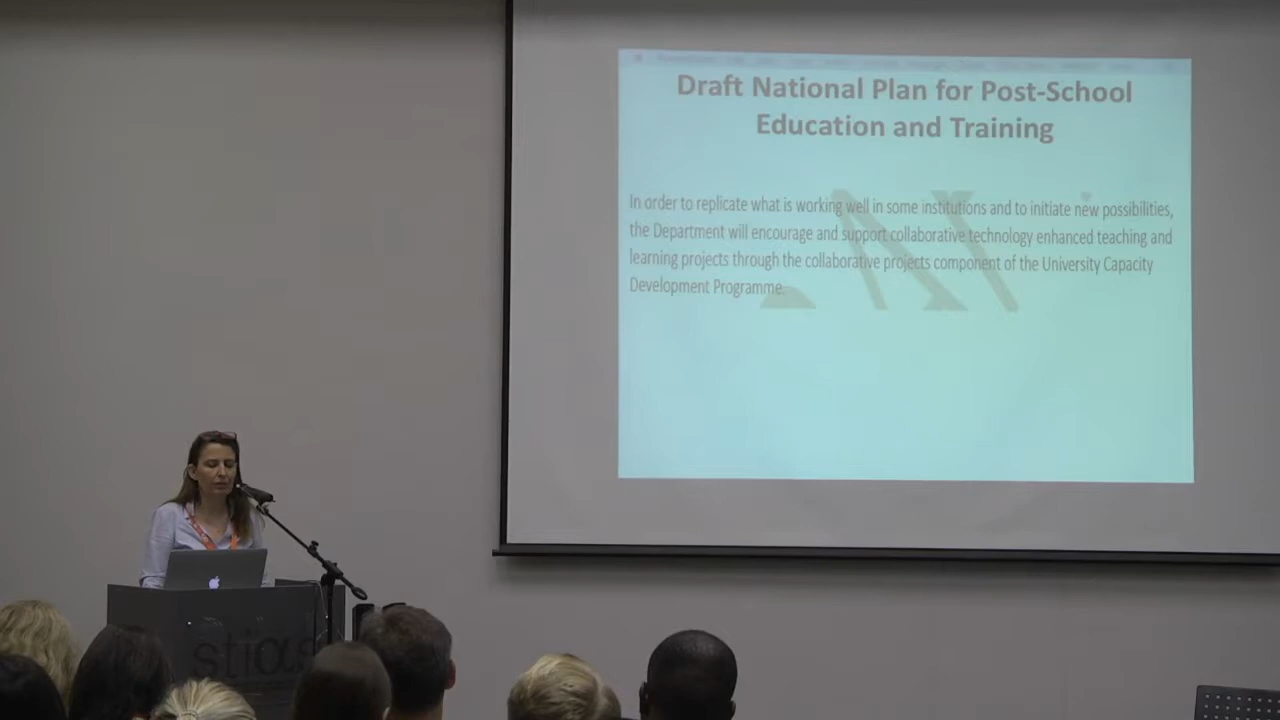 Draft National Plan for Post-School
Education and Training
In order to replicate what is working well in some institutions and to initiate new possibilities,
the Department will encourage and support collaborative technology enhanced teaching and
learning projects through the collaborative projects component of the University Capacity
Development Programme.
stias